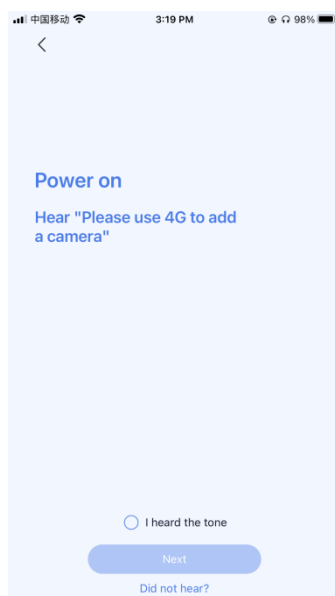 中国移动 3:19 PM 98%
Power on
Hear "Please use 4G to add
a camera"
I heard the tone
Next
Did not hear?